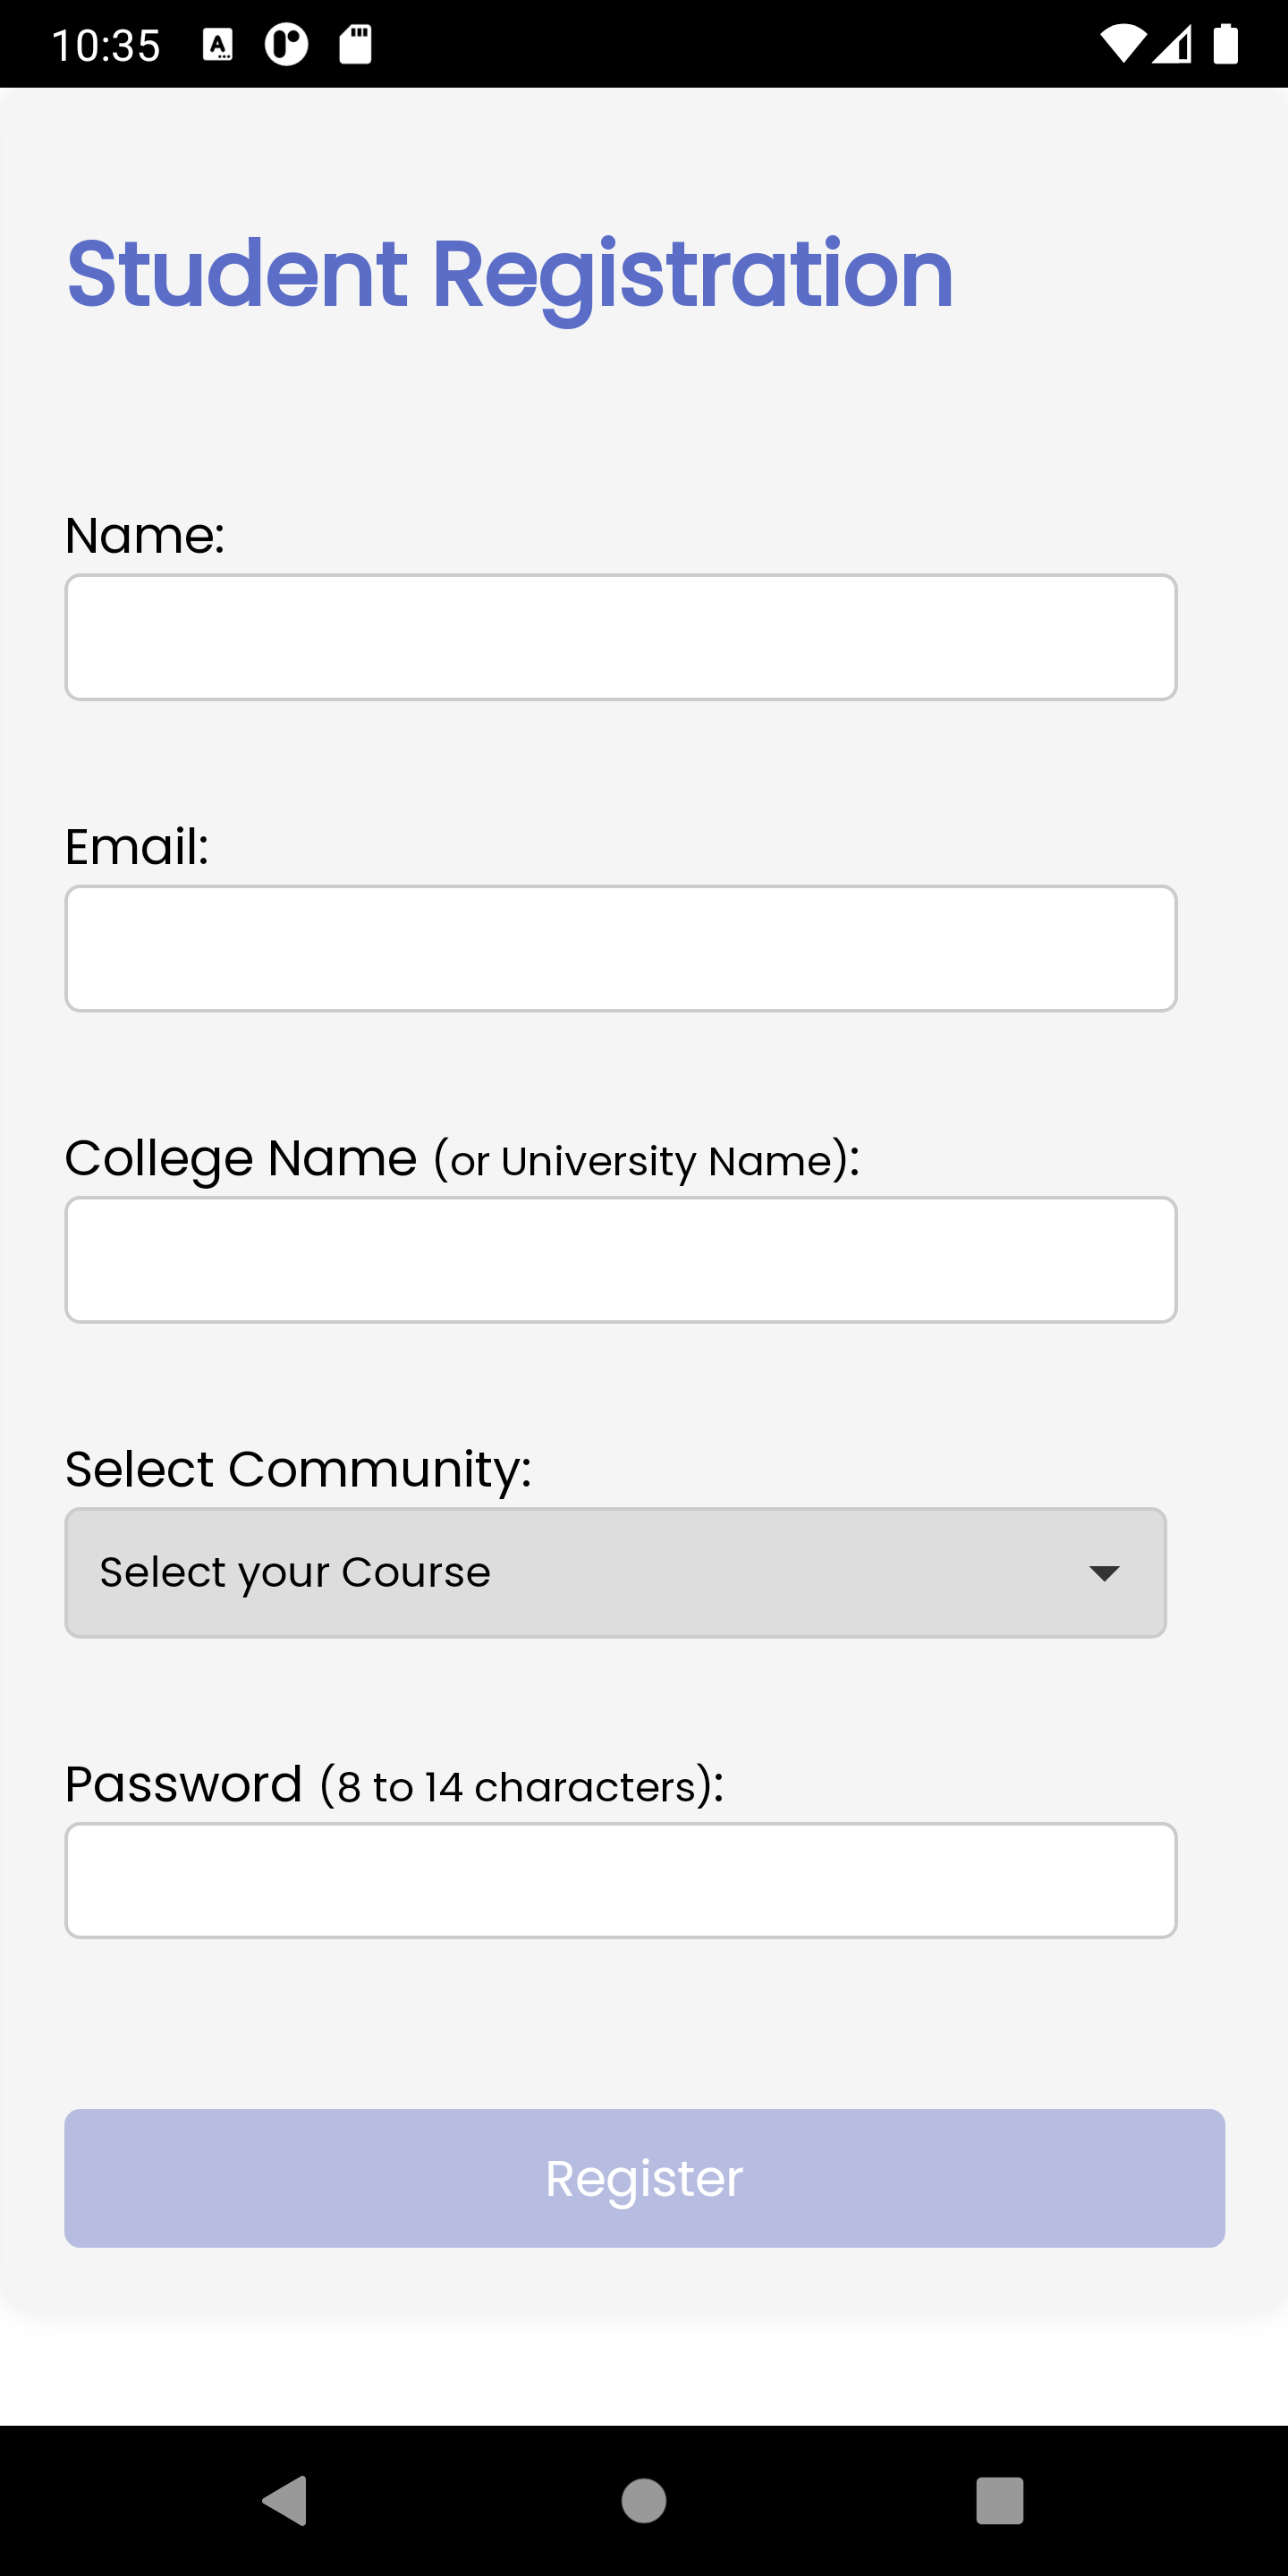 10:35
Student Registration
Name:
Email:
College Name (or University Name):
Select Community:
Select your Course
Password (8 to 14 characters):
Register